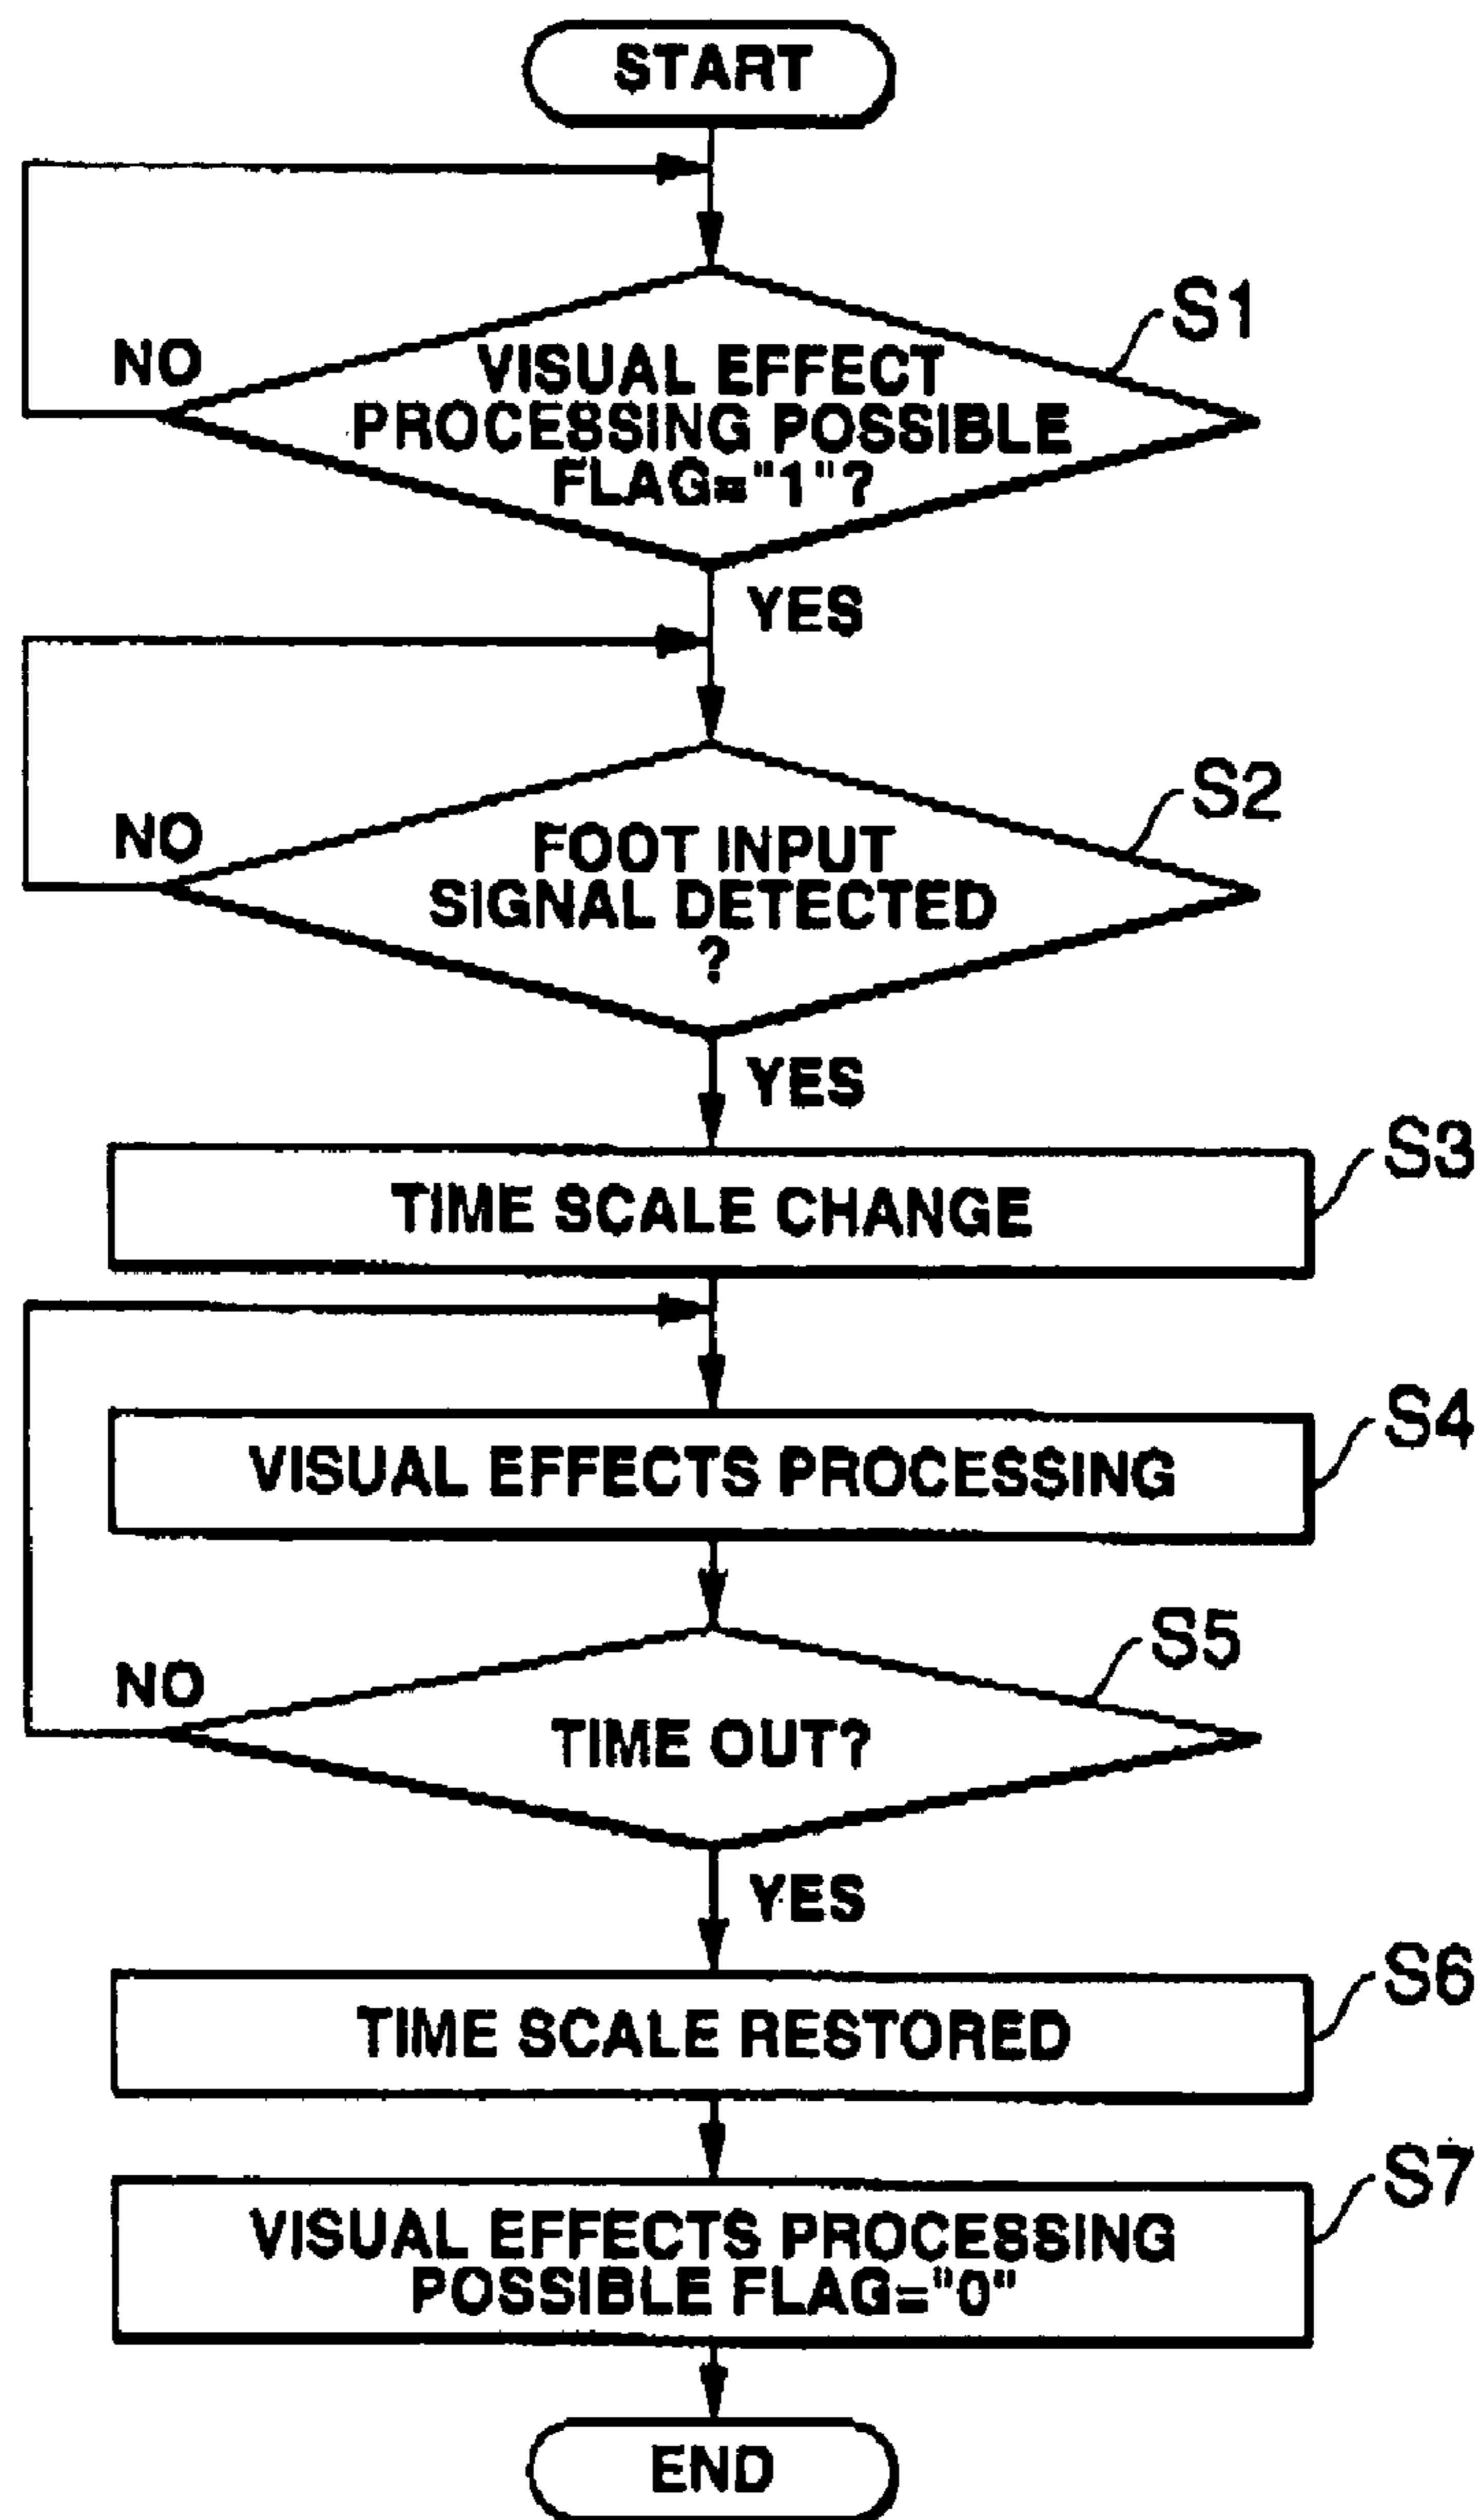 START
S1
NO
VISUAL EFFECT
PROCESSING POSSIBLE
FLAG="1"?
YES
S2
NO
FOOT INPUT
SIGNAL DETECTED
?
YES
S3
TIME SCALE CHANGE
S4
VISUAL EFFECTS PROCESSING
S5
NO
TIME OUT?
YES
S6
TIME SCALE RESTORED
S7
VISUAL EFFECTS PROCESSING
POSSIBLE FLAG="0"
END